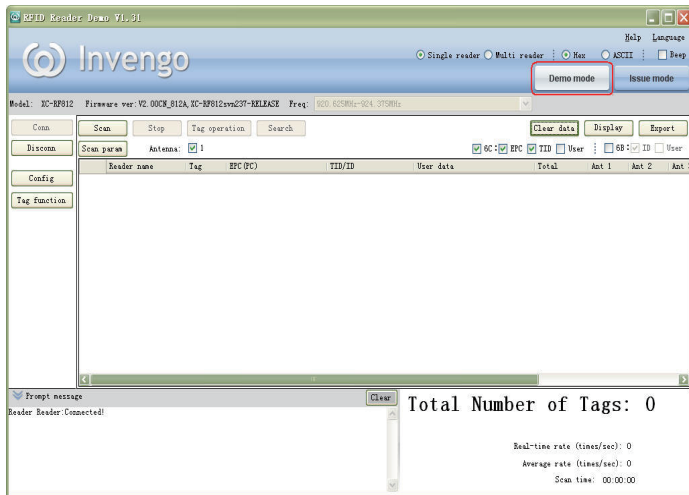 RFID Reader Demo V1.31
Help Language
Invengo
Single reader Multi reader Hex ASCII Beep
Demo mode Issue mode
Model: XC-RF812 Firmware ver:V2.00CN_812A,XC-RF812svn237-RELEASE Freq: 920.625MHz-924.375MHz
Conn Scan Stop Tag operation Search Clear data Display Export
Disconn Scan param Antenna: 1 6C: EPC TID User 6B: ID User
Reader name Tag EPC(PC) TID/ID User data Total Ant 1 Ant 2 Ant
Config
Tag function
Prompt message Clear
Reader Reader:Connected!
Total Number of Tags: 0
Real-time rate (times/sec): 0
Average rate (times/sec): 0
Scan time: 00:00:00